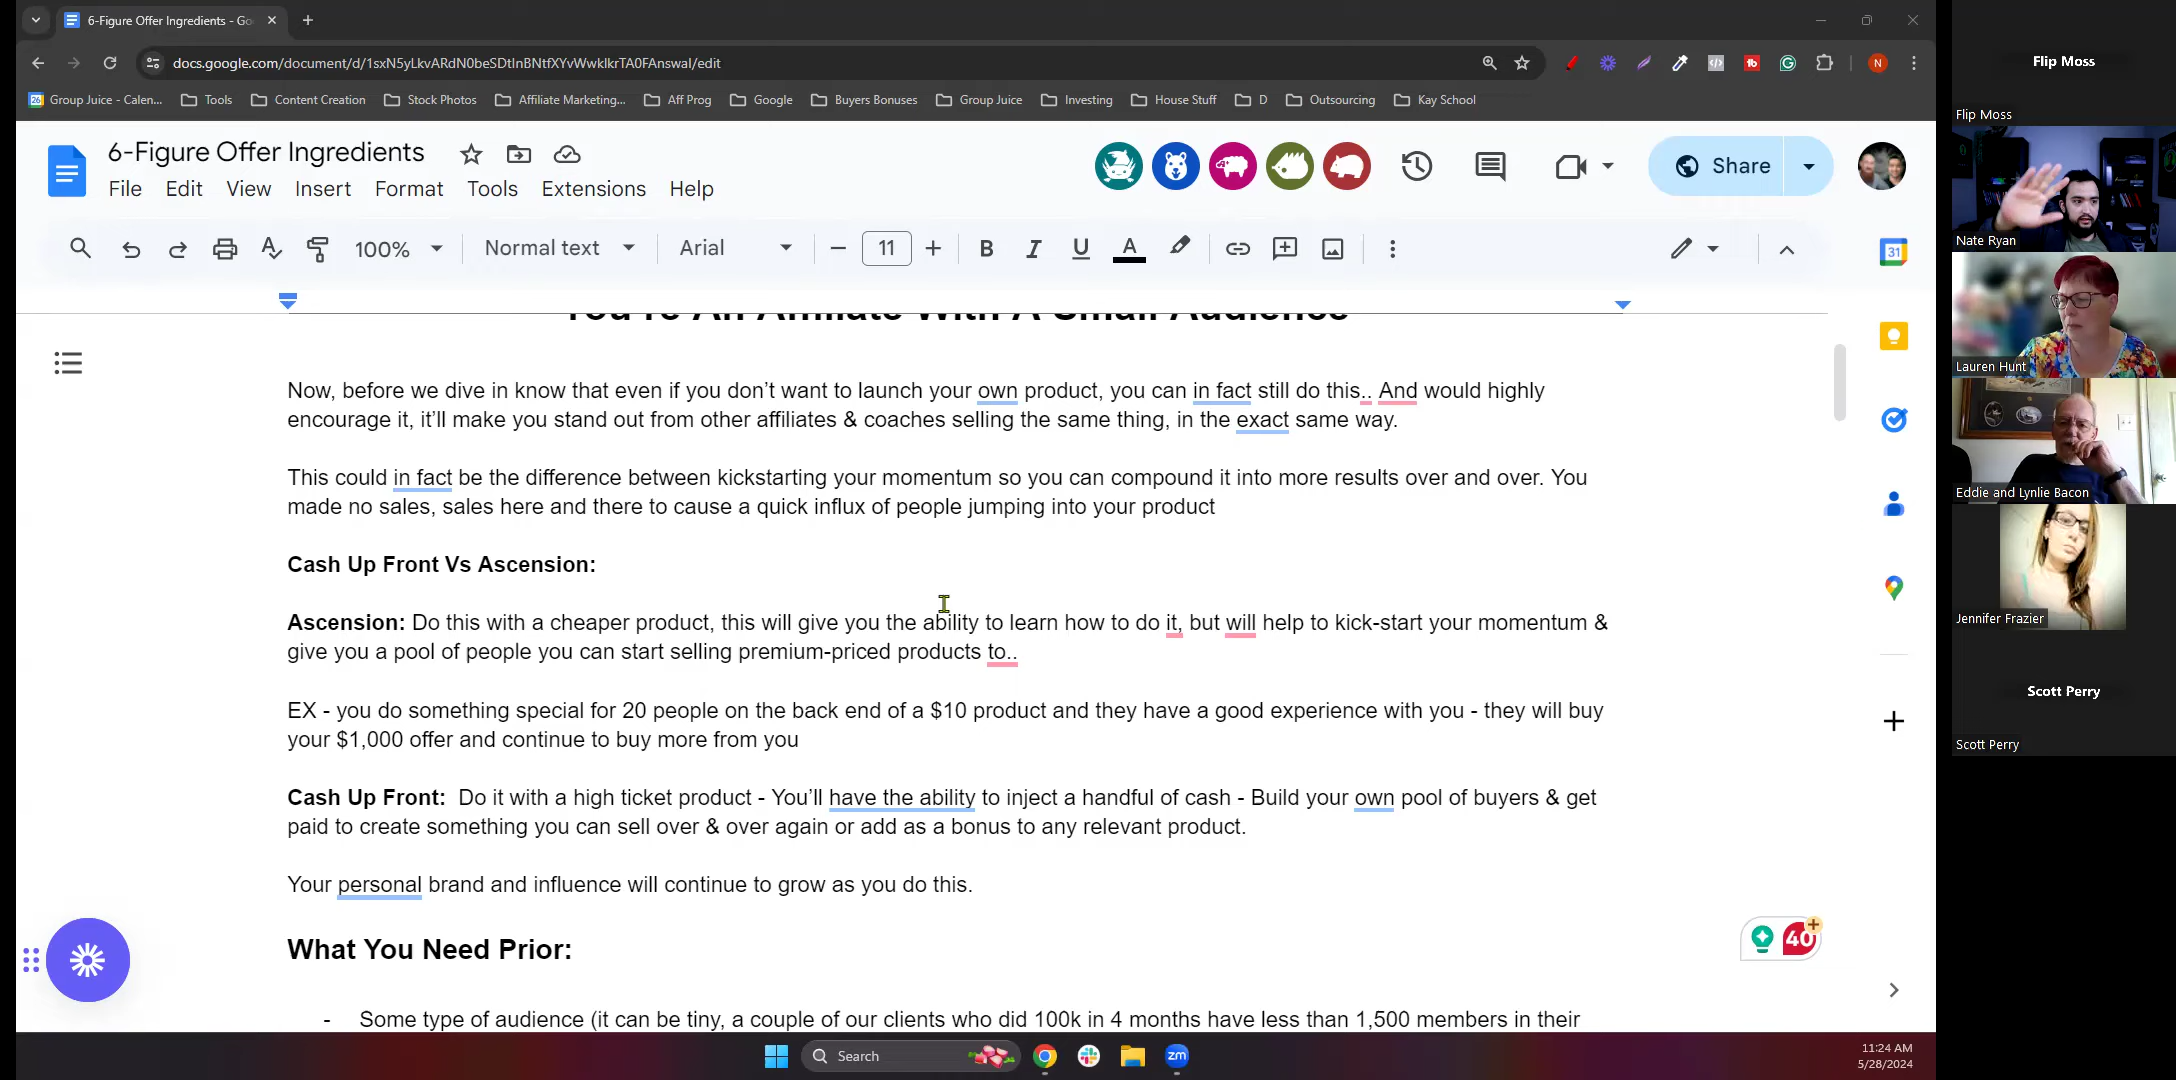 6-Figure Offer Ingredients - Go
docs.google.com/document/d/1sxN5yLkvARdN0beSDtInBNtfXYvWwklkrTA0FAnswaI/edit
Group Juice - Calen... Tools Content Creation Stock Photos Affiliate Marketing... Aff Prog Google Buyers Bonuses Group Juice Investing House Stuff D Outsourcing Kay School
6-Figure Offer Ingredients
Share
File Edit View Insert Format Tools Extensions Help
100% Normal text Arial 11
You're An Affiliate With A Small Audience
Now, before we dive in know that even if you don't want to launch your own product, you can in fact still do this.. And would highly
encourage it, it'll make you stand out from other affiliates & coaches selling the same thing, in the exact same way.
This could in fact be the difference between kickstarting your momentum so you can compound it into more results over and over. You
made no sales, sales here and there to cause a quick influx of people jumping into your product
Cash Up Front Vs Ascension:
Ascension: Do this with a cheaper product, this will give you the ability to learn how to do it, but will help to kick-start your momentum &
give you a pool of people you can start selling premium-priced products to..
EX - you do something special for 20 people on the back end of a $10 product and they have a good experience with you - they will buy
your $1,000 offer and continue to buy more from you
Cash Up Front: Do it with a high ticket product - You'll have the ability to inject a handful of cash - Build your own pool of buyers & get
paid to create something you can sell over & over again or add as a bonus to any relevant product.
Your personal brand and influence will continue to grow as you do this.
What You Need Prior:
- Some type of audience (it can be tiny, a couple of our clients who did 100k in 4 months have less than 1,500 members in their
40
Search
zm
11:24 AM
5/28/2024
Flip Moss
Flip Moss
Nate Ryan
Lauren Hunt
Eddie and Lynlie Bacon
Jennifer Frazier
Scott Perry
Scott Perry